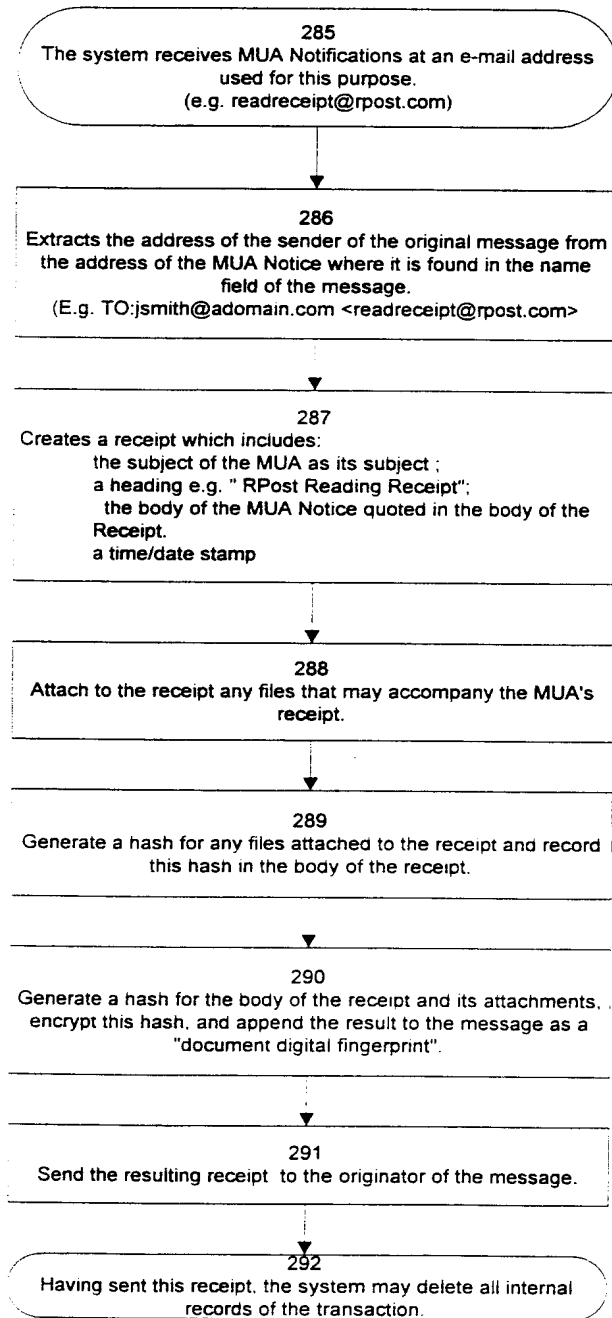 285
The system receives MUA Notifications at an e-mail address
used for this purpose.
(e.g. readreceipt@rpost.com)
286
Extracts the address of the sender of the original message from
the address of the MUA Notice where it is found in the name
field of the message.
(E.g. TO:jsmith@adomain.com <readreceipt@rpost.com>
287
Creates a receipt which includes:
the subject of the MUA as its subject ;
a heading e.g. " RPost Reading Receipt";
the body of the MUA Notice quoted in the body of the
Receipt.
a time/date stamp
288
Attach to the receipt any files that may accompany the MUA's
receipt.
289
Generate a hash for any files attached to the receipt and record
this hash in the body of the receipt.
290
Generate a hash for the body of the receipt and its attachments,
encrypt this hash, and append the result to the message as a
"document digital fingerprint".
291
Send the resulting receipt to the originator of the message.
292
Having sent this receipt, the system may delete all internal
records of the transaction.